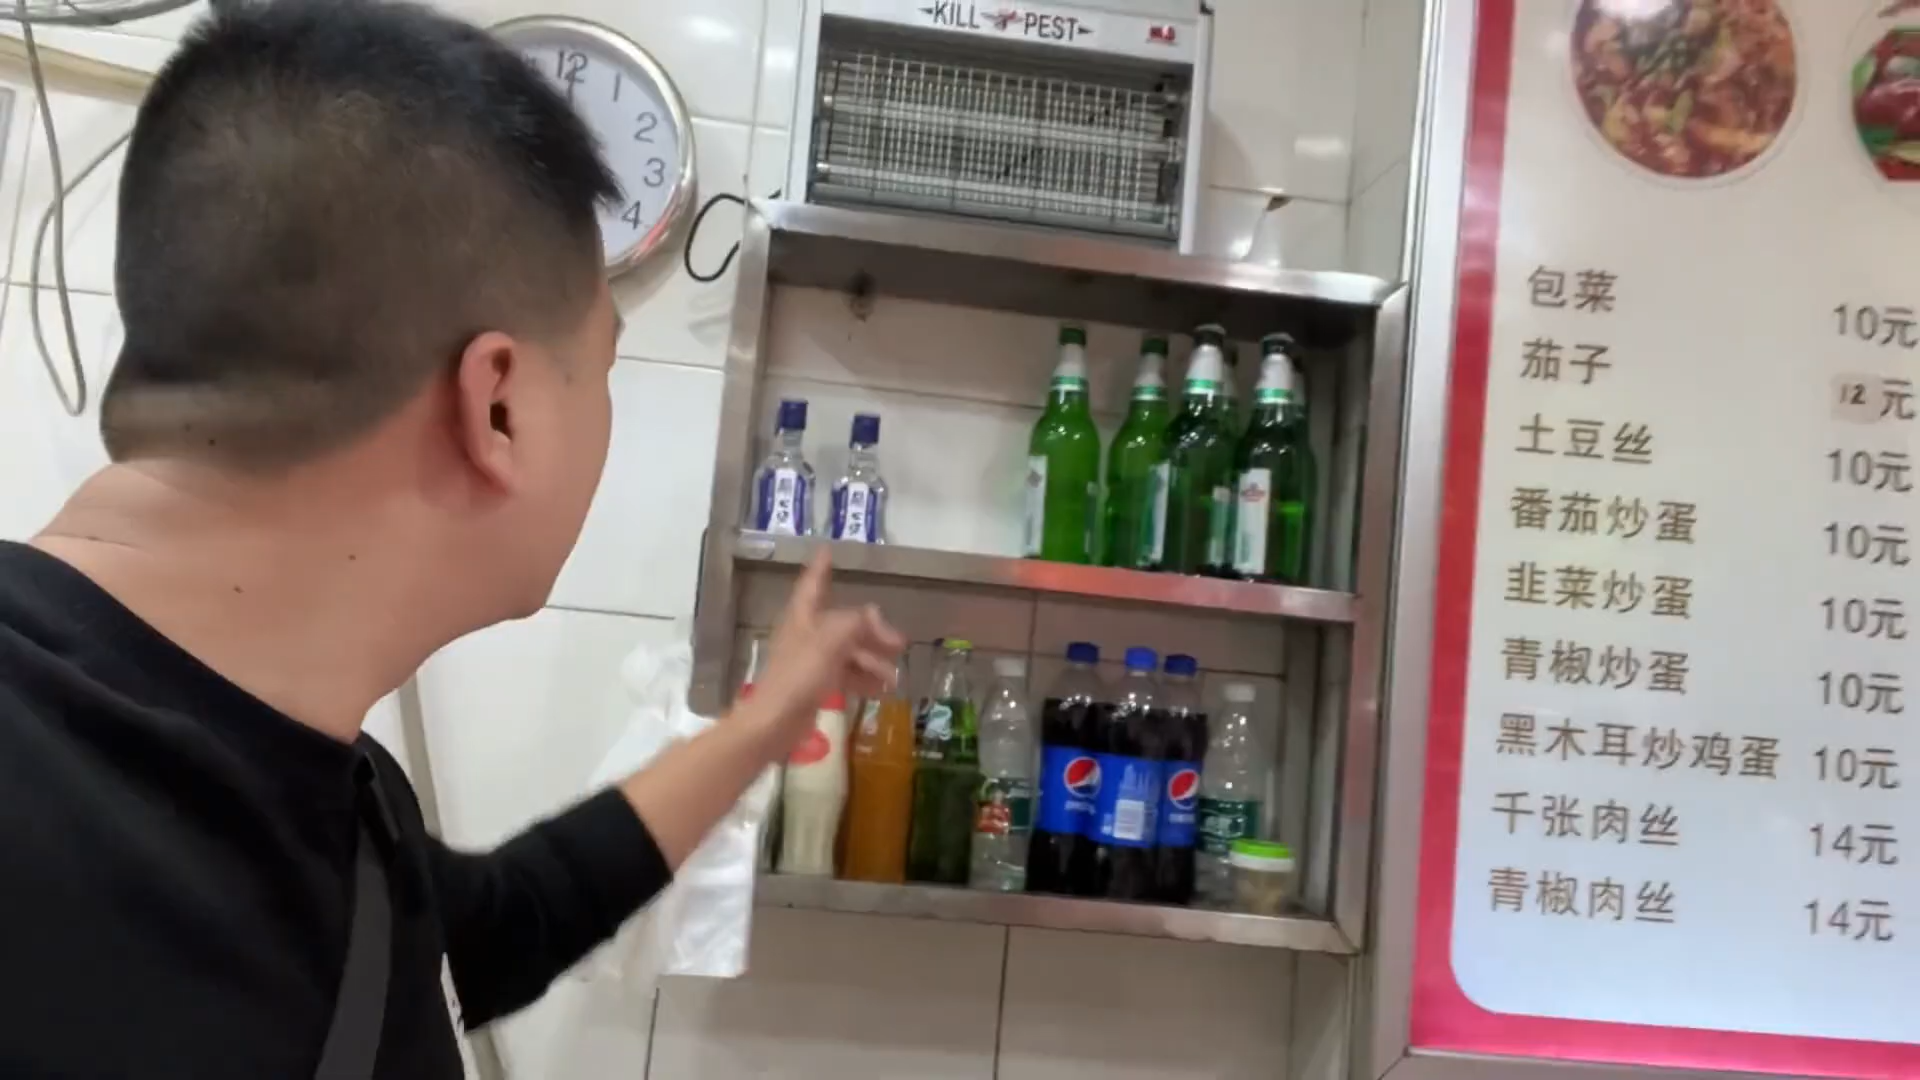 KILL PEST
12
1
2
3
4
包菜 10元
茄子 12元
土豆丝 10元
番茄炒蛋 10元
韭菜炒蛋 10元
青椒炒蛋 10元
黑木耳炒鸡蛋 10元
千张肉丝 14元
青椒肉丝 14元